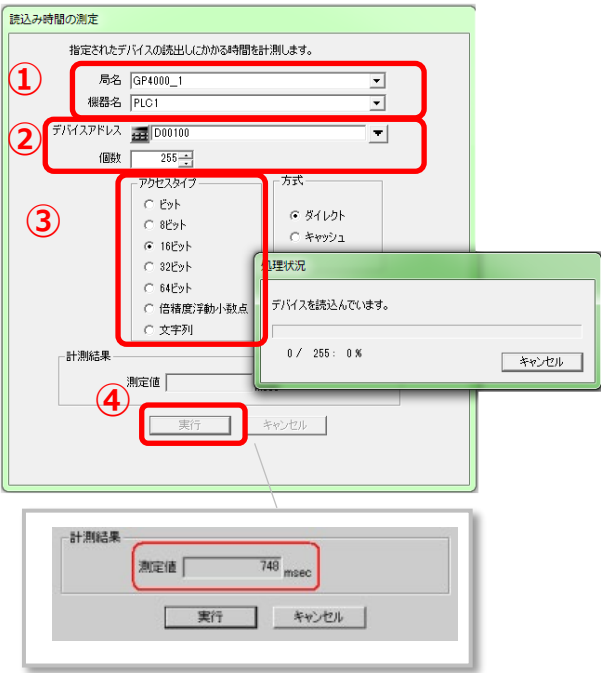 読込み時間の測定
指定されたデバイスの読出しにかかる時間を計測します。
①
局名 GP4000_1
機器名 PLC1
②
デバイスアドレス D00100
個数 255
③
アクセスタイプ
ビット
8ビット
16ビット
32ビット
64ビット
倍精度浮動小数点
文字列
方式
ダイレクト
キャッシュ
処理状況
デバイスを読込んでいます。
0 / 255 : 0 %
キャンセル
計測結果
測定値
④
実行 キャンセル
計測結果
測定値 748 msec
実行 キャンセル